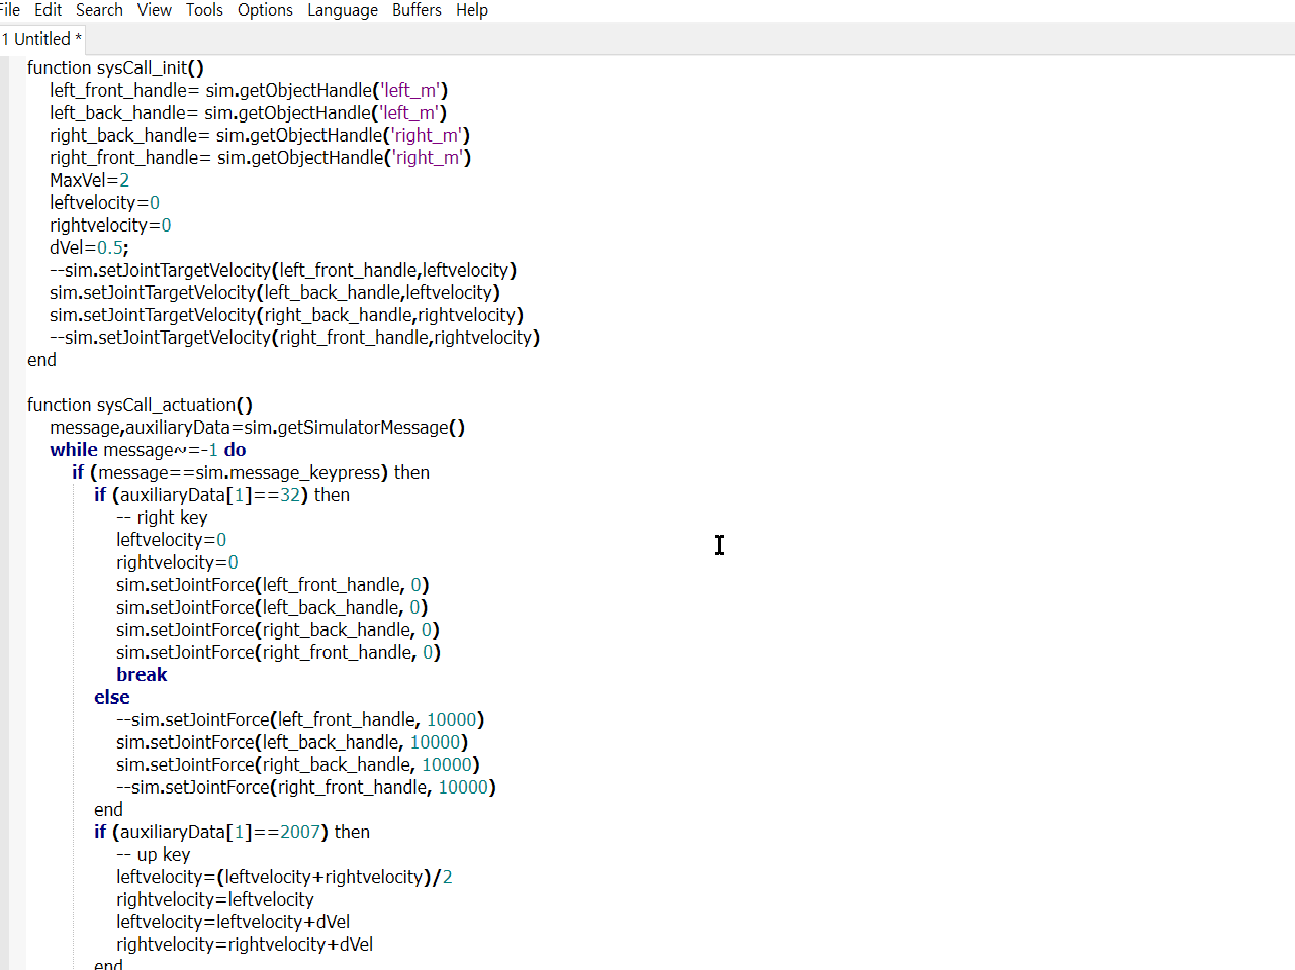 File Edit Search View Tools Options Language Buffers Help
1 Untitled *
function sysCall_init()
left_front_handle= sim.getObjectHandle('left_m')
left_back_handle= sim.getObjectHandle('left_m')
right_back_handle= sim.getObjectHandle('right_m')
right_front_handle= sim.getObjectHandle('right_m')
MaxVel=2
leftvelocity=0
rightvelocity=0
dVel=0.5;
--sim.setJointTargetVelocity(left_front_handle,leftvelocity)
sim.setJointTargetVelocity(left_back_handle,leftvelocity)
sim.setJointTargetVelocity(right_back_handle,rightvelocity)
--sim.setJointTargetVelocity(right_front_handle,rightvelocity)
end
function sysCall_actuation()
message,auxiliaryData=sim.getSimulatorMessage()
while message~=-1 do
if (message==sim.message_keypress) then
if (auxiliaryData[1]==32) then
-- right key
leftvelocity=0
rightvelocity=0
sim.setJointForce(left_front_handle, 0)
sim.setJointForce(left_back_handle, 0)
sim.setJointForce(right_back_handle, 0)
sim.setJointForce(right_front_handle, 0)
break
else
--sim.setJointForce(left_front_handle, 10000)
sim.setJointForce(left_back_handle, 10000)
sim.setJointForce(right_back_handle, 10000)
--sim.setJointForce(right_front_handle, 10000)
end
if (auxiliaryData[1]==2007) then
-- up key
leftvelocity=(leftvelocity+rightvelocity)/2
rightvelocity=leftvelocity
leftvelocity=leftvelocity+dVel
rightvelocity=rightvelocity+dVel
end